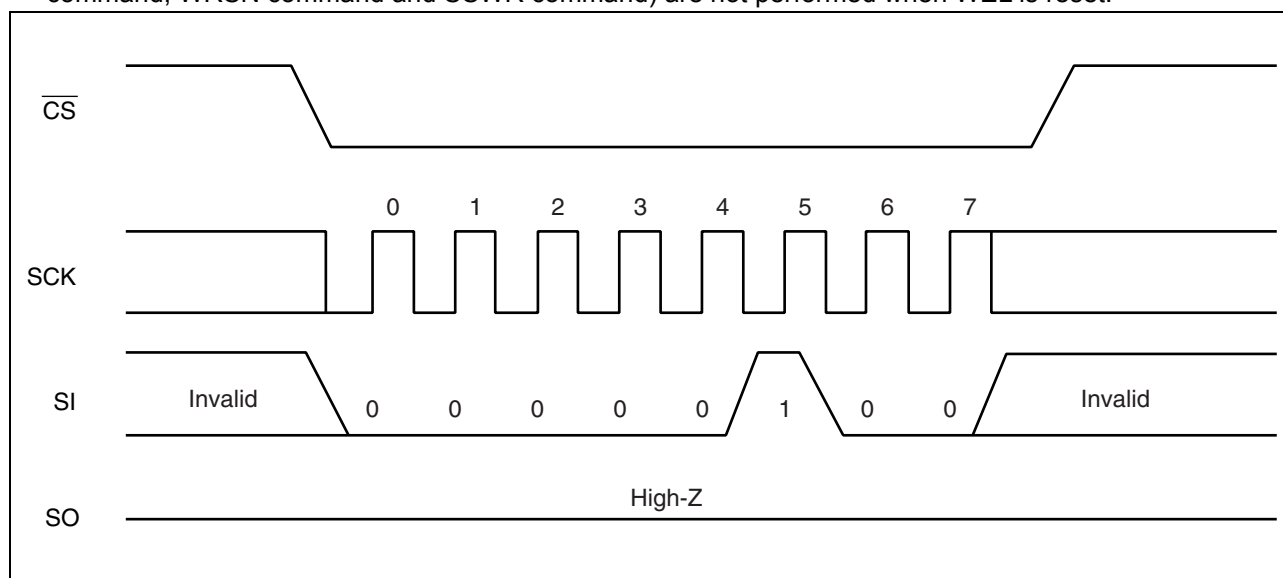 command, WRSN command and SSWR command) are not performed when WEL is reset.
CS
0 1 2 3 4 5 6 7
SCK
SI
Invalid 0 0 0 0 0 1 0 0 Invalid
High-Z
SO